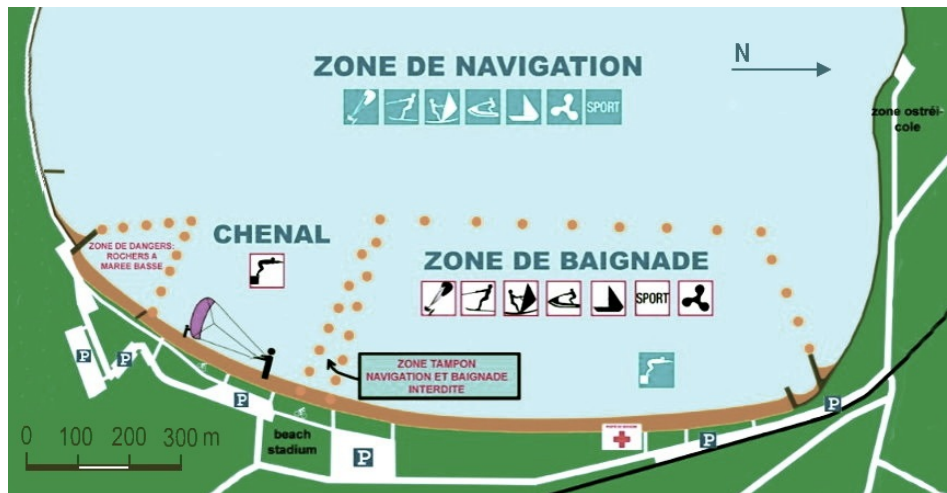 ZONE DE NAVIGATION
N
SPORT
zone ostréi-
cole
CHENAL
ZONE DE DANGERS:
ROCHERS A
MAREE BASSE
ZONE DE BAIGNADE
SPORT
ZONE TAMPON
NAVIGATION ET BAIGNADE
INTERDITE
P
P
P
P
P
P
beach
stadium
0 100 200 300 m